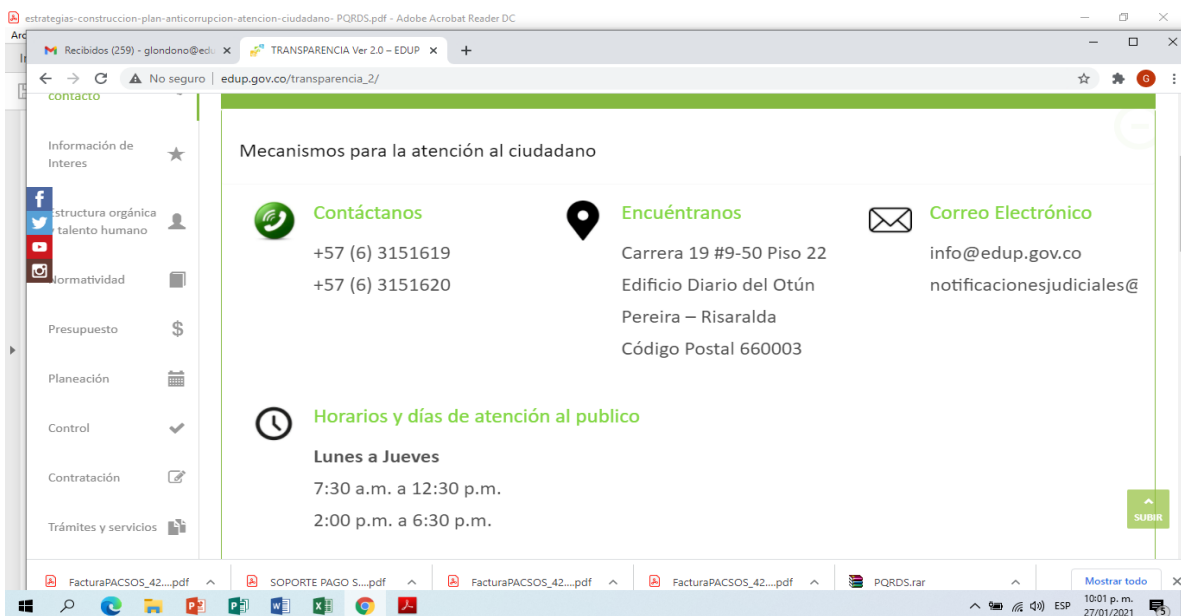 estrategias-construccion-plan-anticorrupcion-atencion-ciudadana- PQRDS.pdf - Adobe Acrobat Reader DC
Recibidos (259) - glondono@edu
TRANSPARENCIA Ver 2.0 – EDUP
No seguro | edup.gov.co/transparencia_2/
G
contacto
Información de
Interes
structura orgánica
talento humano
Normatividad
Presupuesto
Planeación
Control
Contratación
Trámites y servicios
Mecanismos para la atención al ciudadano
Contáctanos
+57 (6) 3151619
+57 (6) 3151620
Encuéntranos
Carrera 19 #9-50 Piso 22
Edificio Diario del Otún
Pereira – Risaralda
Código Postal 660003
Correo Electrónico
info@edup.gov.co
notificacionesjudiciales@
Horarios y días de atención al publico
Lunes a Jueves
7:30 a.m. a 12:30 p.m.
2:00 p.m. a 6:30 p.m.
SUBIR
FacturaPACSOS_42....pdf
SOPORTE PAGO S....pdf
FacturaPACSOS_42....pdf
FacturaPACSOS_42....pdf
PQRDS.rar
Mostrar todo
ESP
10:01 p. m.
27/01/2021
5